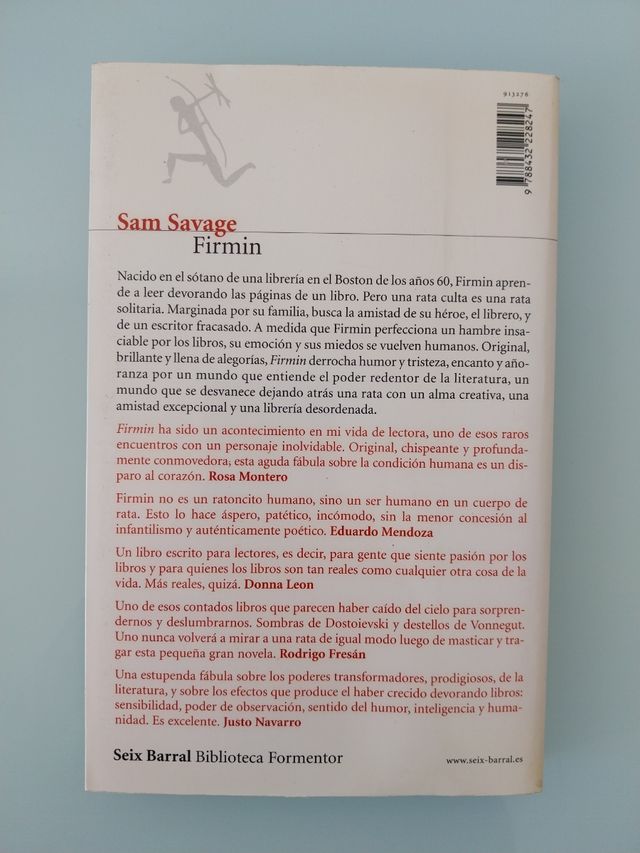 913276
9 788432 228247
Sam Savage
Firmin
Nacido en el sótano de una librería en el Boston de los años 60, Firmin apren-
de a leer devorando las páginas de un libro. Pero una rata culta es una rata
solitaria. Marginada por su familia, busca la amistad de su héroe, el librero, y
de un escritor fracasado. A medida que Firmin perfecciona un hambre insa-
ciable por los libros, su emoción y sus miedos se vuelven humanos. Original,
brillante y llena de alegorías, Firmin derrocha humor y tristeza, encanto y año-
ranza por un mundo que entiende el poder redentor de la literatura, un
mundo que se desvanece dejando atrás una rata con un alma creativa, una
amistad excepcional y una librería desordenada.
Firmin ha sido un acontecimiento en mi vida de lectora, uno de esos raros
encuentros con un personaje inolvidable. Original, chispeante y profunda-
mente conmovedora, esta aguda fábula sobre la condición humana es un dis-
paro al corazón. Rosa Montero
Firmin no es un ratoncito humano, sino un ser humano en un cuerpo de
rata. Esto lo hace áspero, patético, incómodo, sin la menor concesión al
infantilismo y auténticamente poético. Eduardo Mendoza
Un libro escrito para lectores, es decir, para gente que siente pasión por los
libros y para quienes los libros son tan reales como cualquier otra cosa de la
vida. Más reales, quizá. Donna Leon
Uno de esos contados libros que parecen haber caído del cielo para sorpren-
dernos y deslumbrarnos. Sombras de Dostoievski y destellos de Vonnegut.
Uno nunca volverá a mirar a una rata de igual modo luego de masticar y tra-
gar esta pequeña gran novela. Rodrigo Fresán
Una estupenda fábula sobre los poderes transformadores, prodigiosos, de la
literatura, y sobre los efectos que produce el haber crecido devorando libros:
sensibilidad, poder de observación, sentido del humor, inteligencia y huma-
nidad. Es excelente. Justo Navarro
Seix Barral Biblioteca Formentor
www.seix-barral.es